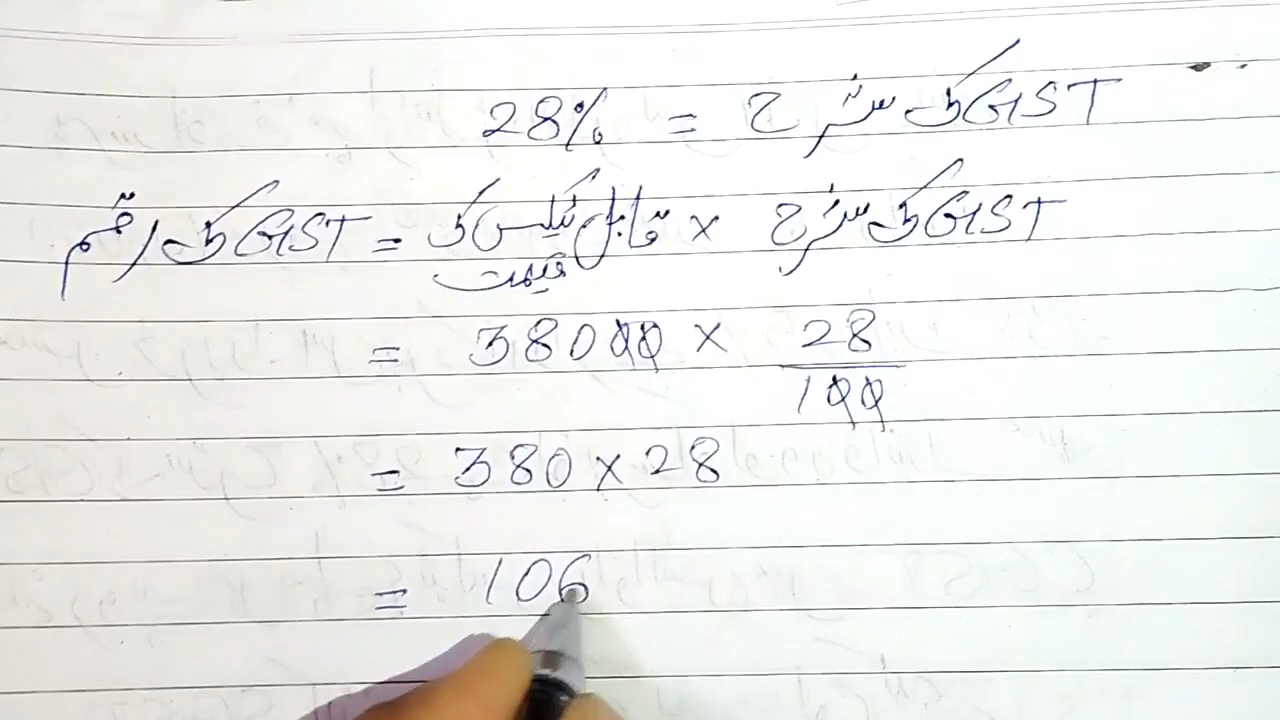 GST کی شرح = 28%
GST کی رقم = قابل ٹیکس کی قیمت × GST کی شرح
= 38000 × 28/100
= 380 × 28
= 106